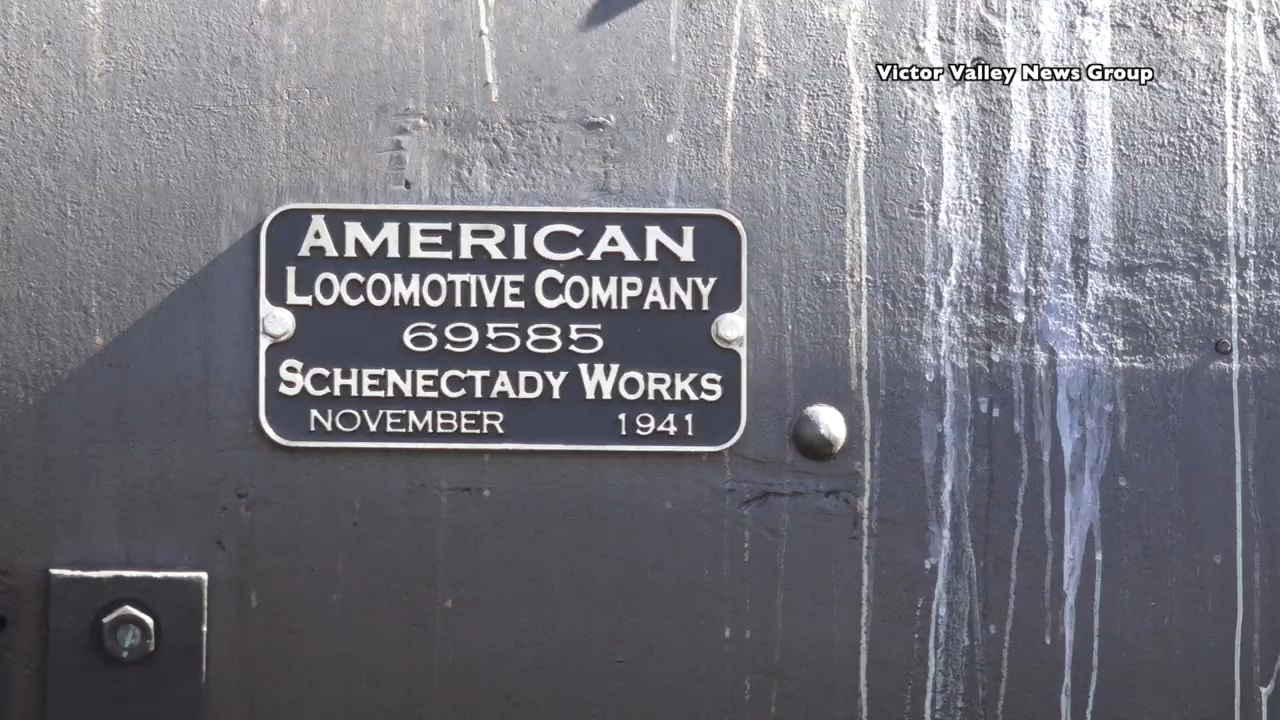 Victor Valley News Group
AMERICAN
LOCOMOTIVE COMPANY
69585
SCHENECTADY WORKS
NOVEMBER 1941